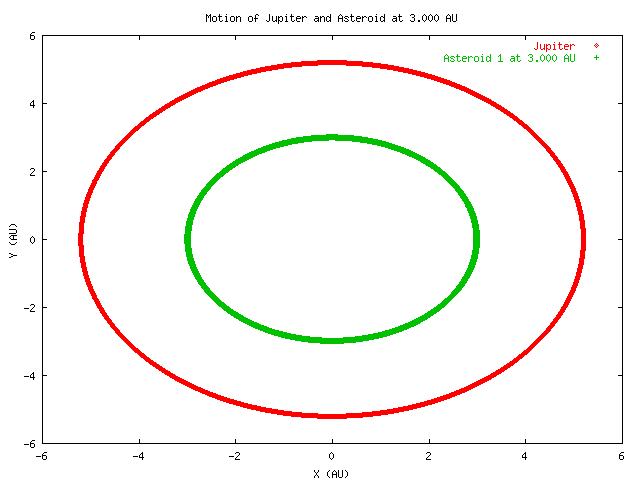 Motion of Jupiter and Asteroid at 3.000 AU
Jupiter
Asteroid 1 at 3.000 AU
6
4
2
0
-2
-4
-6
Y (AU)
-6 -4 -2 0 2 4 6
X (AU)